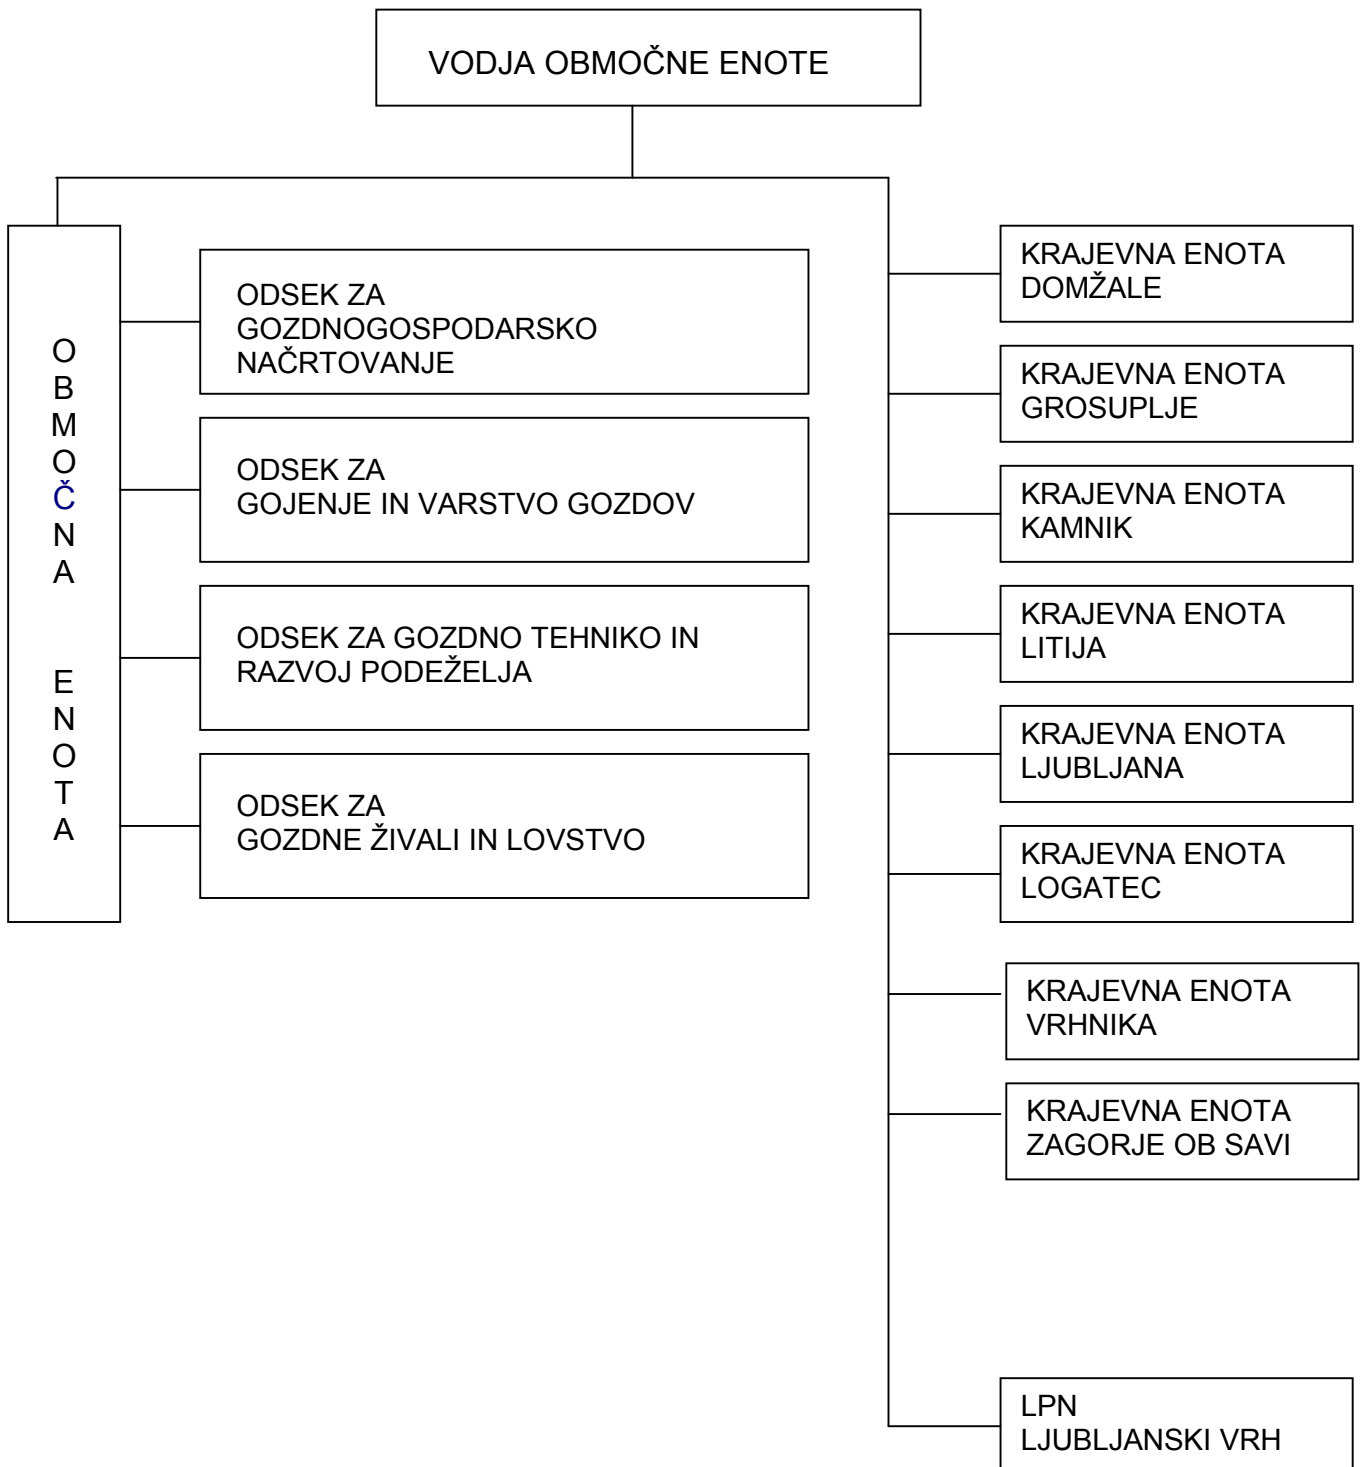 VODJA OBMOČNE ENOTE
OBMOČNA ENOTA
ODSEK ZA
GOZDNOGOSPODARSKO
NAČRTOVANJE
ODSEK ZA
GOJENJE IN VARSTVO GOZDOV
ODSEK ZA GOZDNO TEHNIKO IN
RAZVOJ PODEŽELJA
ODSEK ZA
GOZDNE ŽIVALI IN LOVSTVO
KRAJEVNA ENOTA
DOMŽALE
KRAJEVNA ENOTA
GROSUPLJE
KRAJEVNA ENOTA
KAMNIK
KRAJEVNA ENOTA
LITIJA
KRAJEVNA ENOTA
LJUBLJANA
KRAJEVNA ENOTA
LOGATEC
KRAJEVNA ENOTA
VRHNIKA
KRAJEVNA ENOTA
ZAGORJE OB SAVI
LPN
LJUBLJANSKI VRH